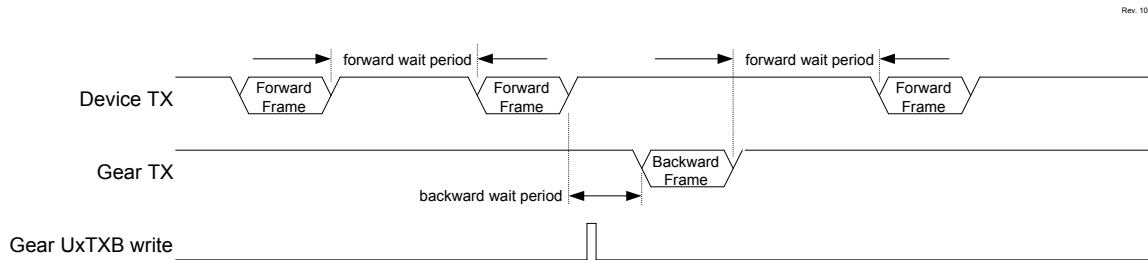 Rev. 10
forward wait period
forward wait period
Device TX
Forward
Frame
Forward
Frame
Forward
Frame
Gear TX
Backward
Frame
backward wait period
Gear UxTXB write